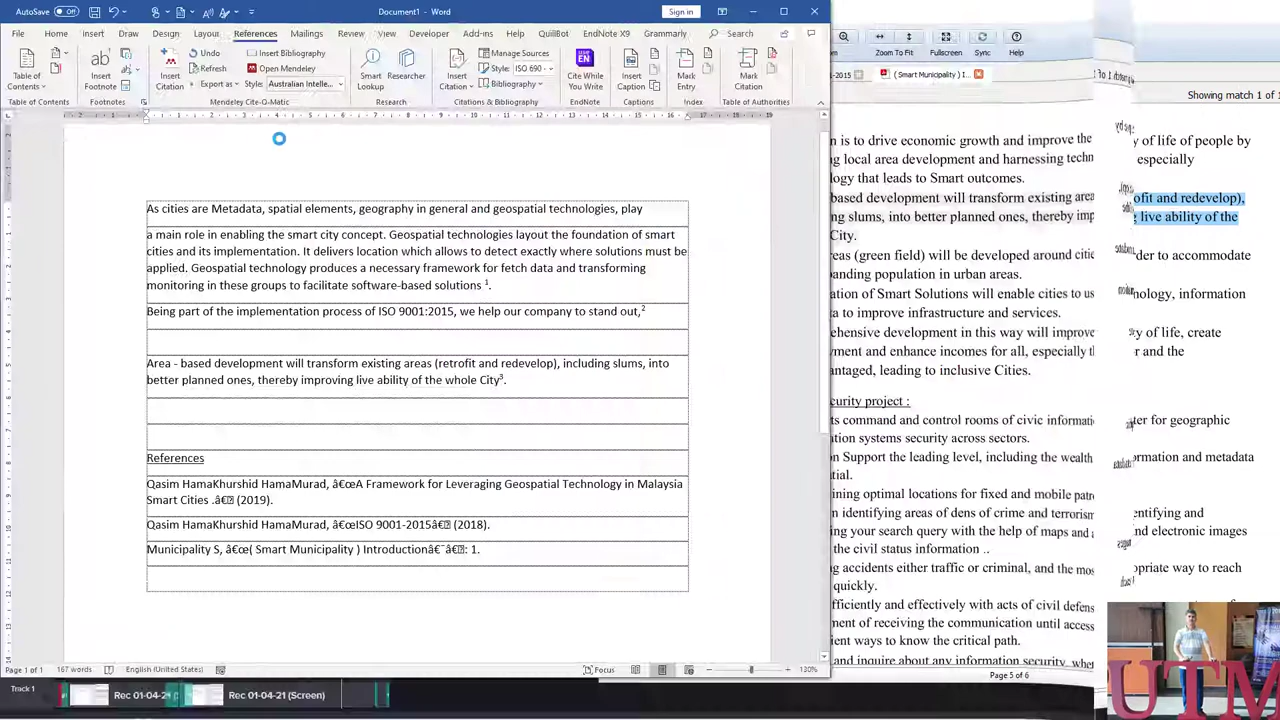 AutoSave Off
Document1 - Word
Sign in
File Home Insert Draw Design Layout References Mailings Review View Developer Add-ins Help QuillBot EndNote X9 Grammarly Search
Table of Contents
Insert Footnote
Undo
Refresh
Export as
Insert Citation
Insert Bibliography
Open Mendeley
Style: Australian Intelle...
Smart Lookup
Researcher
Insert Citation
Manage Sources
Style: ISO 690 -
Bibliography
Cite While You Write
Insert Caption
Mark Entry
Mark Citation
Table of Contents Footnotes Mendeley Cite-O-Matic Research Citations & Bibliography EndNote Captions Index Table of Authorities
As cities are Metadata, spatial elements, geography in general and geospatial technologies, play
a main role in enabling the smart city concept. Geospatial technologies layout the foundation of smart
cities and its implementation. It delivers location which allows to detect exactly where solutions must be
applied. Geospatial technology produces a necessary framework for fetch data and transforming
monitoring in these groups to facilitate software-based solutions ¹.
Being part of the implementation process of ISO 9001:2015, we help our company to stand out,²
Area - based development will transform existing areas (retrofit and redevelop), including slums, into
better planned ones, thereby improving live ability of the whole City³.
References
Qasim HamaKhurshid HamaMurad, â€œA Framework for Leveraging Geospatial Technology in Malaysia
Smart Cities .â€ (2019).
Qasim HamaKhurshid HamaMurad, â€œISO 9001-2015â€ (2018).
Municipality S, â€œ( Smart Municipality ) Introductionâ€¨â€: 1.
Page 1 of 1 167 words English (United States) Focus 130%
Zoom To Fit Fullscreen Sync Help
-2015 ( Smart Municipality ) I...
Showing match 1 of 1
n is to drive economic growth and improve the
y of life of people by
g local area development and harnessing techn
especially
logy that leads to Smart outcomes.
based development will transform existing area
ofit and redevelop),
ng slums, into better planned ones, thereby imp
g live ability of the
City.
reas (green field) will be developed around citie
der to accommodate
panding population in urban areas.
ation of Smart Solutions will enable cities to us
nology, information
ta to improve infrastructure and services.
ehensive development in this way will improve
ty of life, create
yment and enhance incomes for all, especially t
r and the
antaged, leading to inclusive Cities.
curity project :
ts command and control rooms of civic informati
ter for geographic
tion systems security across sectors.
n Support the leading level, including the wealth
ormation and metadata
tial.
ining optimal locations for fixed and mobile patr
n identifying areas of dens of crime and terrorism
entifying and
ing your search query with the help of maps and
nd electronic images
the civil status information ..
g accidents either traffic or criminal, and the mos
opriate way to reach
quickly.
fficiently and effectively with acts of civil defens
ment of receiving the communication until access
ient ways to know the critical path.
and inquire about any information security, whe
Page 5 of 6
Track 1
Rec 01-04-21
Rec 01-04-21 (Screen)
UTM